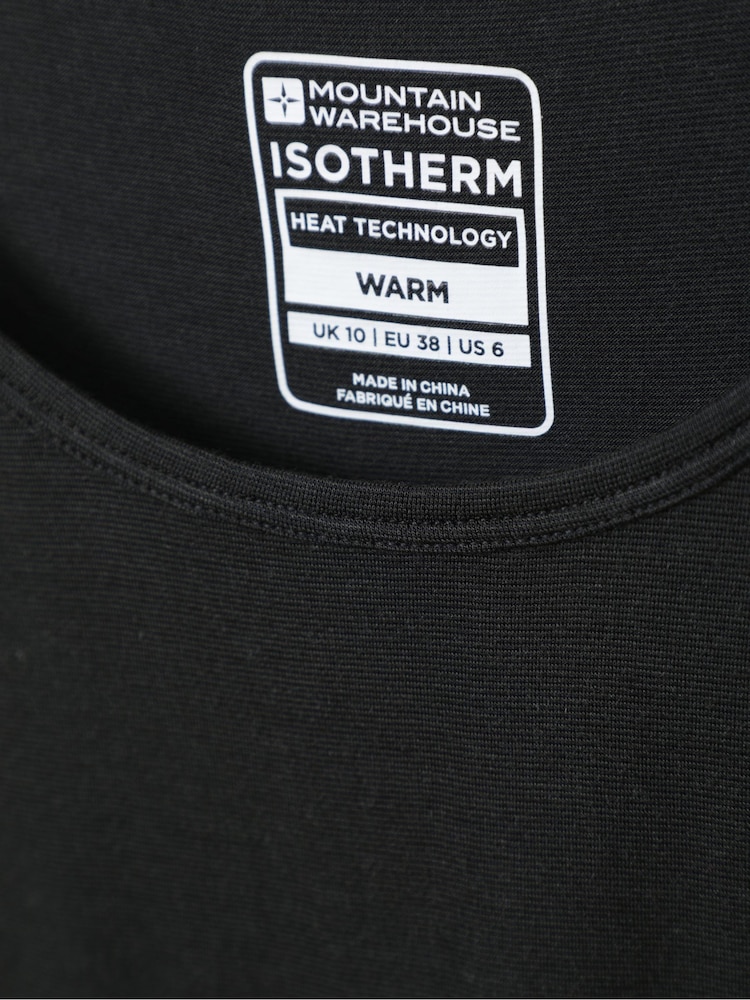 MOUNTAIN
WAREHOUSE
ISOTHERM
HEAT TECHNOLOGY
WARM
UK 10 | EU 38 | US 6
MADE IN CHINA
FABRIQUÉ EN CHINE